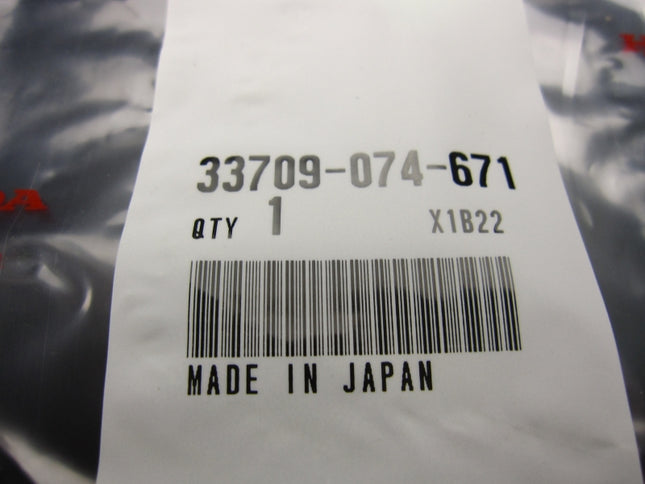 33709-074-671
QTY 1 X1B22
MADE IN JAPAN